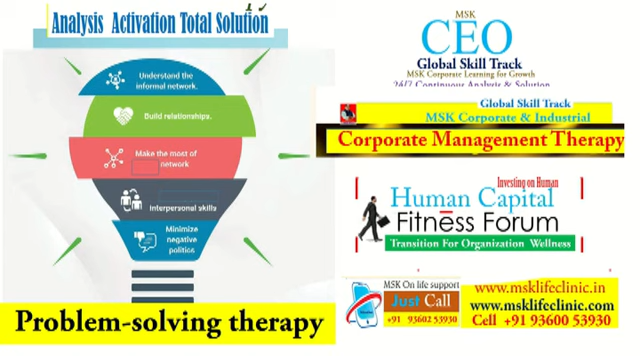 Analysis Activation Total Solution
Understand the
informal network.
Build relationships.
Make the most of
network
Interpersonal skills
Minimize
negative
politics
Problem-solving therapy
MSK
CEO
Global Skill Track
MSK Corporate Learning for Growth
24/7 Continuous Analysis & Solution
Global Skill Track
MSK Corporate & Industrial
Corporate Management Therapy
Investing on Human
Human Capital
Fitness Forum
Transition For Organization Wellness
MSK On life support
Just Call
+91 93602 53930
www.msklifeclinic.in
www.msklifeclinic.com
Cell +91 93600 53930